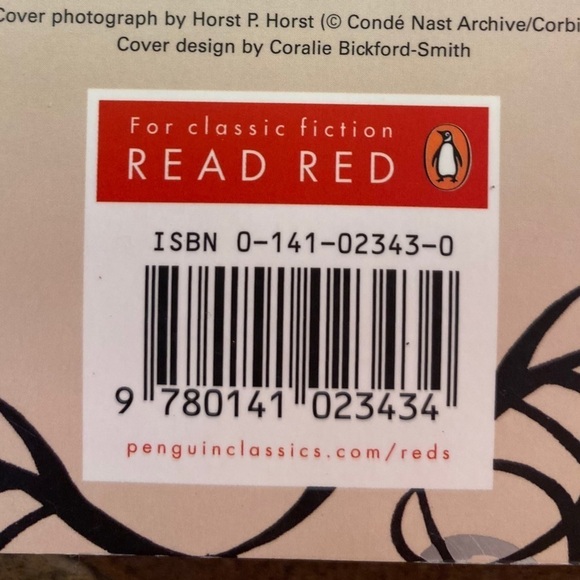 Cover photograph by Horst P. Horst (© Condé Nast Archive/Corbi
Cover design by Coralie Bickford-Smith
For classic fiction
READ RED
ISBN 0-141-02343-0
9 780141 023434
penguinclassics.com/reds